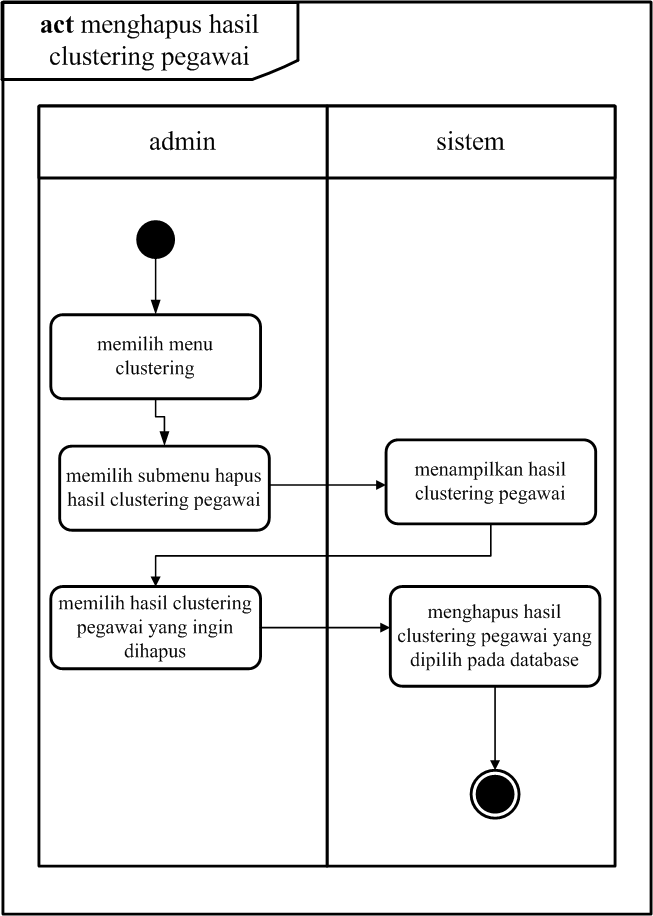 act menghapus hasil
clustering pegawai
admin
sistem
memilih menu
clustering
memilih submenu hapus
hasil clustering pegawai
menampilkan hasil
clustering pegawai
memilih hasil clustering
pegawai yang ingin
dihapus
menghapus hasil
clustering pegawai yang
dipilih pada database